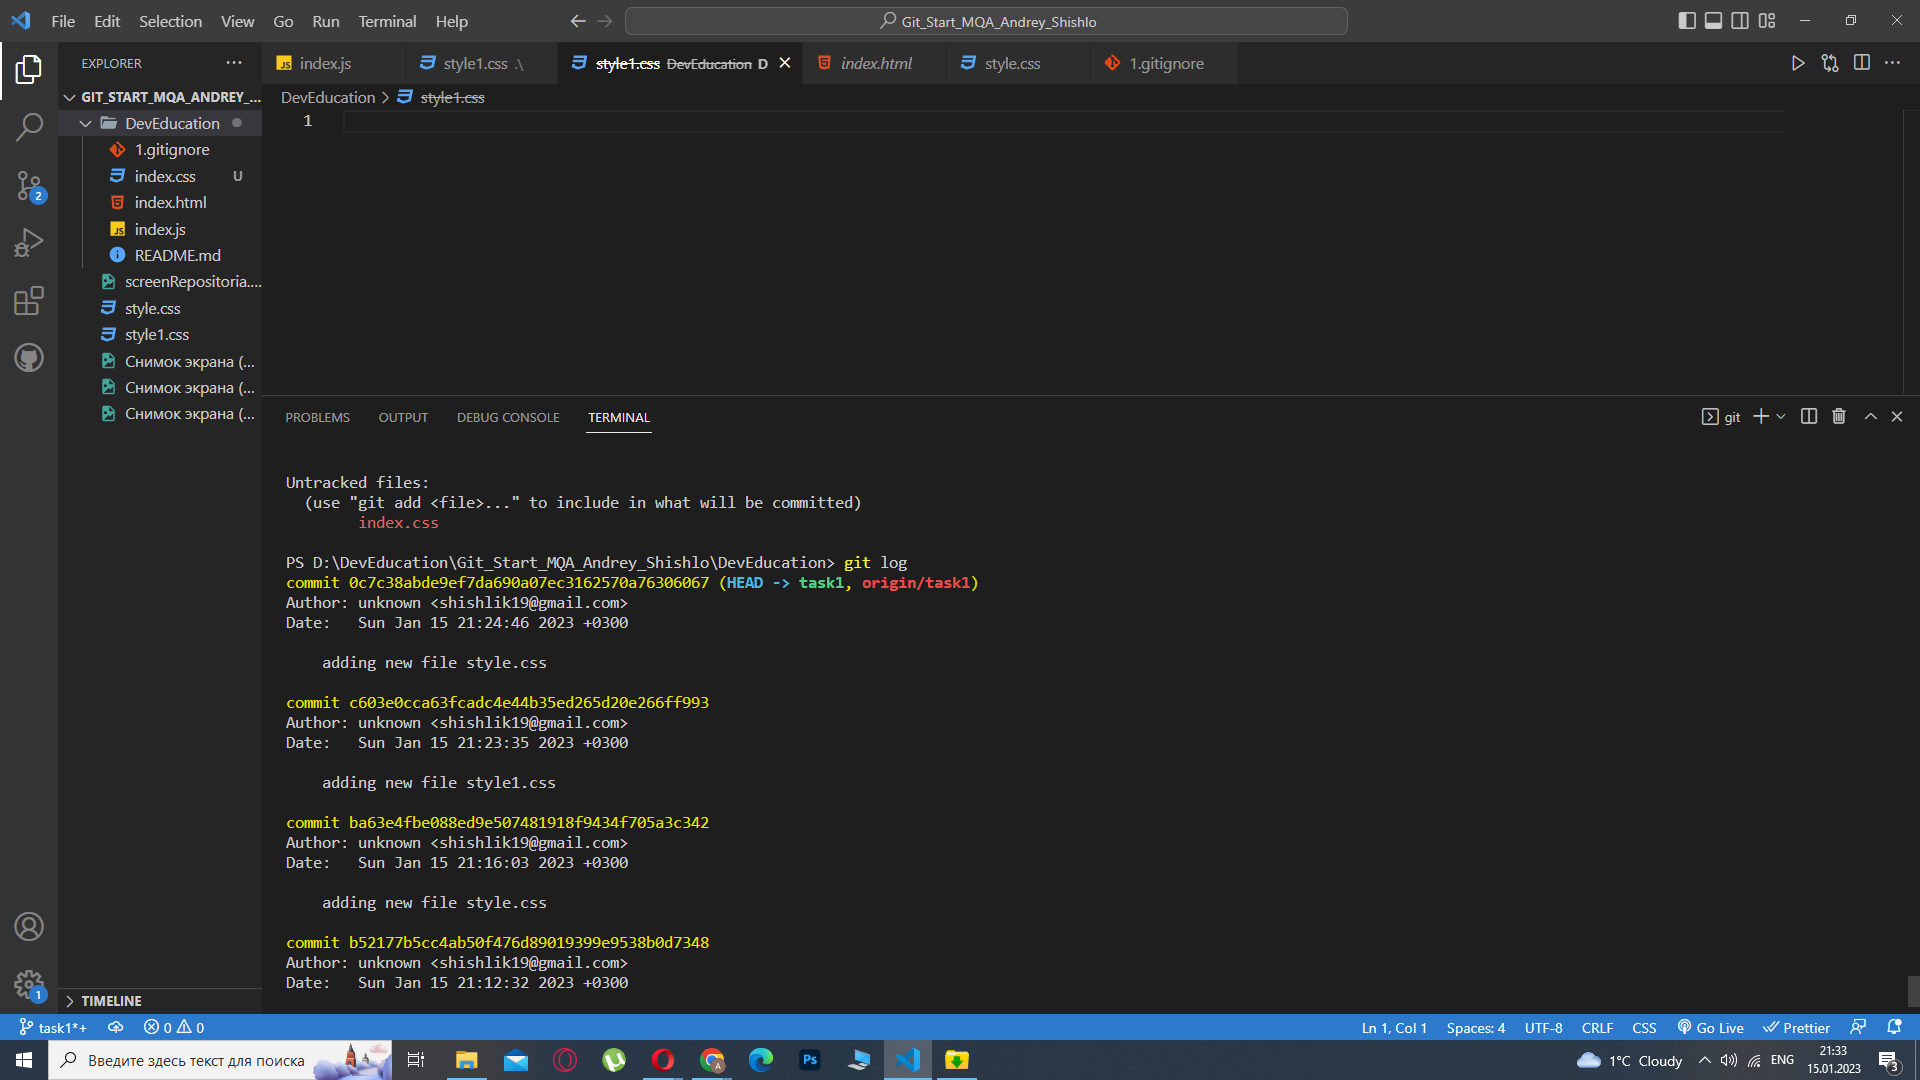 File Edit Selection View Go Run Terminal Help
Git_Start_MQA_Andrey_Shishlo
EXPLORER
index.js
style1.css .\
style1.css DevEducation D
index.html
style.css
1.gitignore
GIT_START_MQA_ANDREY_...
DevEducation
1.gitignore
index.css U
index.html
index.js
README.md
screenRepositoria....
style.css
style1.css
Снимок экрана (...
Снимок экрана (...
Снимок экрана (...
TIMELINE
2
1
DevEducation > style1.css
1
PROBLEMS OUTPUT DEBUG CONSOLE TERMINAL
git
Untracked files:
(use "git add <file>..." to include in what will be committed)
index.css
PS D:\DevEducation\Git_Start_MQA_Andrey_Shishlo\DevEducation> git log
commit 0c7c38abde9ef7da690a07ec3162570a76306067 (HEAD -> task1, origin/task1)
Author: unknown <shishlik19@gmail.com>
Date: Sun Jan 15 21:24:46 2023 +0300
adding new file style.css
commit c603e0cca63fcadc4e44b35ed265d20e266ff993
Author: unknown <shishlik19@gmail.com>
Date: Sun Jan 15 21:23:35 2023 +0300
adding new file style1.css
commit ba63e4fbe088ed9e507481918f9434f705a3c342
Author: unknown <shishlik19@gmail.com>
Date: Sun Jan 15 21:16:03 2023 +0300
adding new file style.css
commit b52177b5cc4ab50f476d89019399e9538b0d7348
Author: unknown <shishlik19@gmail.com>
Date: Sun Jan 15 21:12:32 2023 +0300
task1*+ 0 0
Ln 1, Col 1 Spaces: 4 UTF-8 CRLF CSS Go Live Prettier
Введите здесь текст для поиска
Ps
1°C Cloudy
ENG
21:33
15.01.2023
3